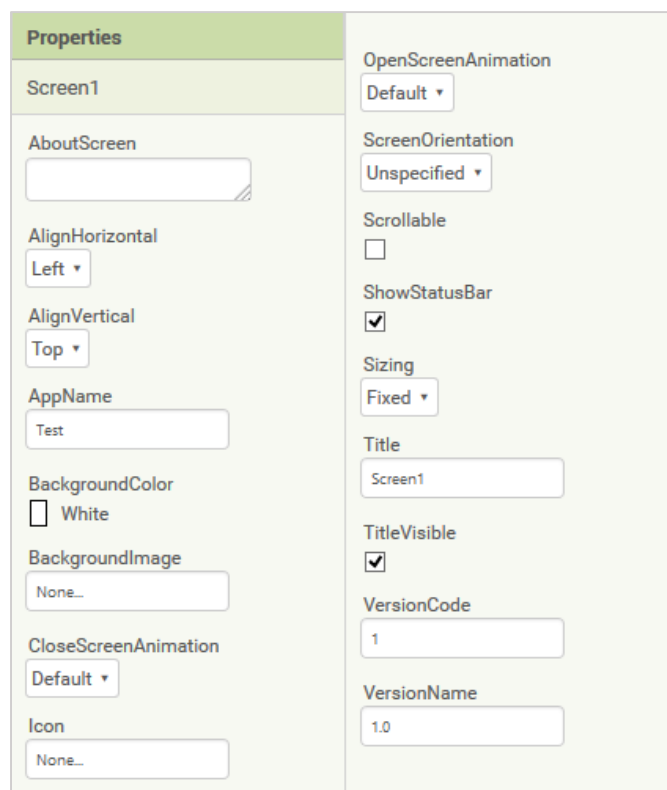 Properties
Screen1
AboutScreen
AlignHorizontal
Left
AlignVertical
Top
AppName
Test
BackgroundColor
White
BackgroundImage
None...
CloseScreenAnimation
Default
Icon
None...
OpenScreenAnimation
Default
ScreenOrientation
Unspecified
Scrollable
ShowStatusBar
Sizing
Fixed
Title
Screen1
TitleVisible
VersionCode
1
VersionName
1.0